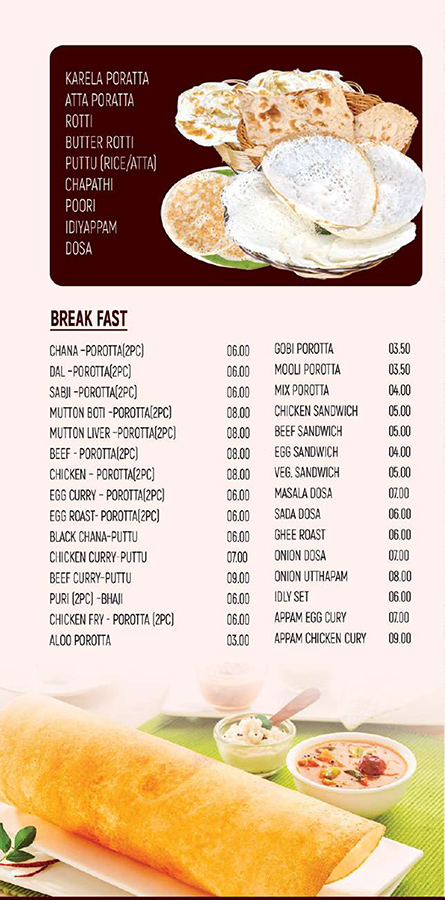 KARELA PORATTA
ATTA PORATTA
ROTTI
BUTTER ROTTI
PUTTU (RICE/ATTA)
CHAPATHI
POORI
IDIYAPPAM
DOSA
BREAK FAST
CHANA -POROTTA(2PC) 06.00
DAL -POROTTA(2PC) 06.00
SABJI -POROTTA(2PC) 06.00
MUTTON BOTI -POROTTA(2PC) 08.00
MUTTON LIVER -POROTTA(2PC) 08.00
BEEF - POROTTA(2PC) 08.00
CHICKEN - POROTTA(2PC) 08.00
EGG CURRY - POROTTA(2PC) 06.00
EGG ROAST- POROTTA(2PC) 06.00
BLACK CHANA-PUTTU 06.00
CHICKEN CURRY-PUTTU 07.00
BEEF CURRY-PUTTU 09.00
PURI (2PC) -BHAJI 06.00
CHICKEN FRY - POROTTA (2PC) 06.00
ALOO POROTTA 03.00
GOBI POROTTA 03.50
MOOLI POROTTA 03.50
MIX POROTTA 04.00
CHICKEN SANDWICH 05.00
BEEF SANDWICH 05.00
EGG SANDWICH 04.00
VEG. SANDWICH 05.00
MASALA DOSA 07.00
SADA DOSA 06.00
GHEE ROAST 06.00
ONION DOSA 07.00
ONION UTTHAPAM 08.00
IDLY SET 06.00
APPAM EGG CURY 07.00
APPAM CHICKEN CURY 09.00